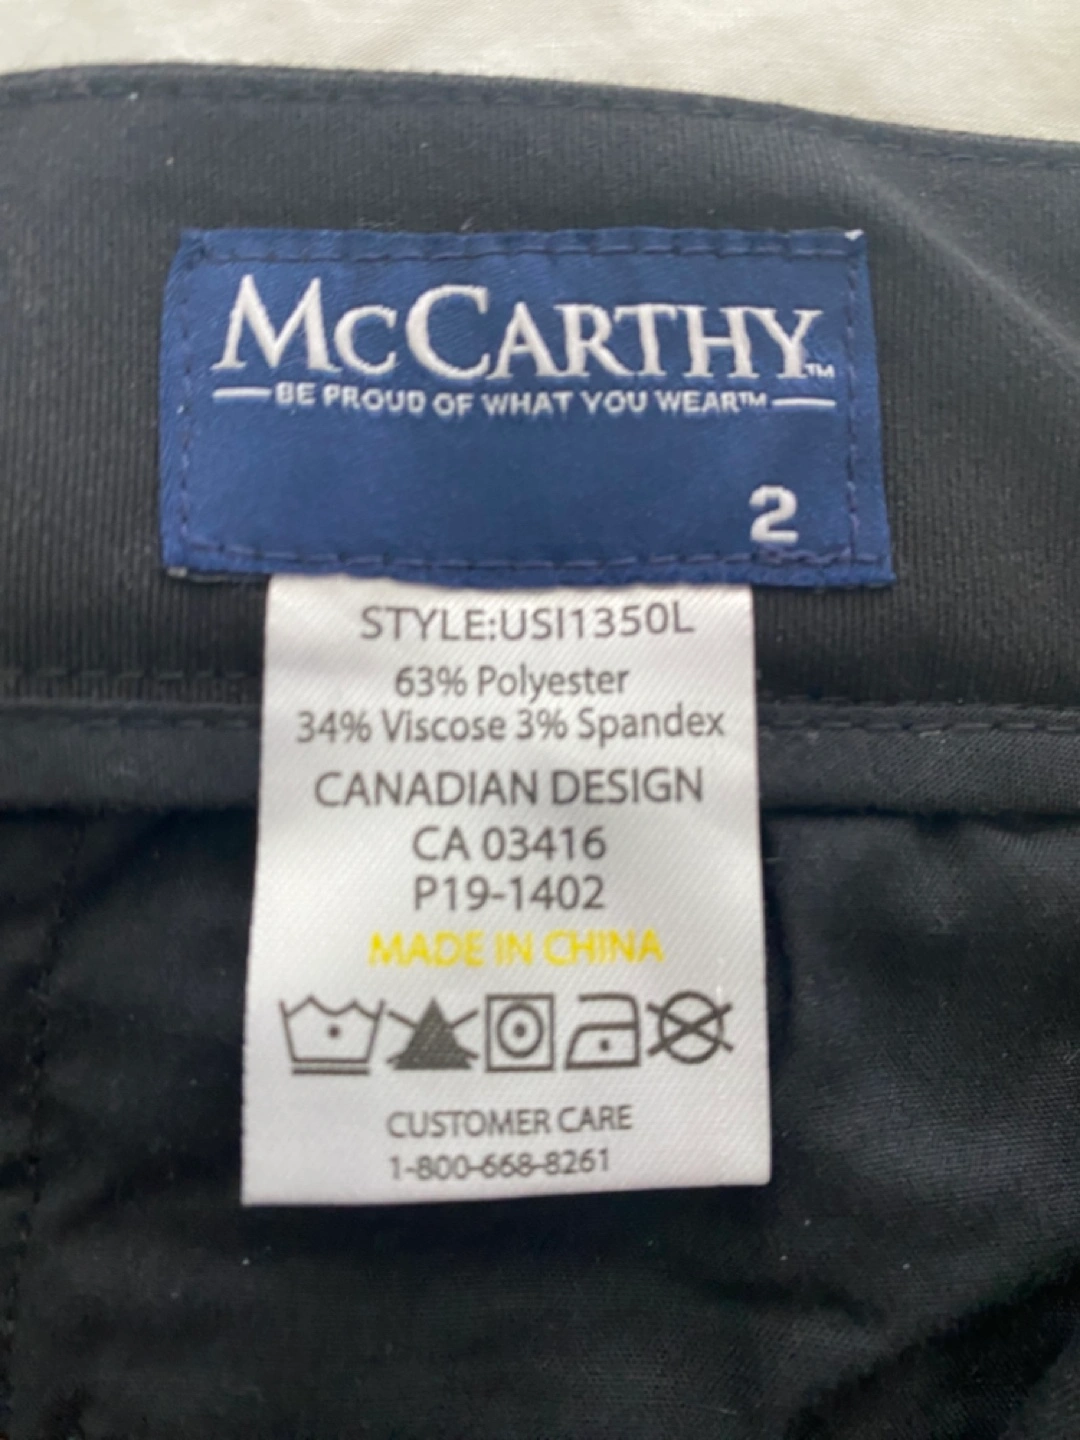 McCARTHY™
BE PROUD OF WHAT YOU WEAR™
2
STYLE:USI1350L
63% Polyester
34% Viscose 3% Spandex
CANADIAN DESIGN
CA 03416
P19-1402
MADE IN CHINA
CUSTOMER CARE
1-800-668-8261